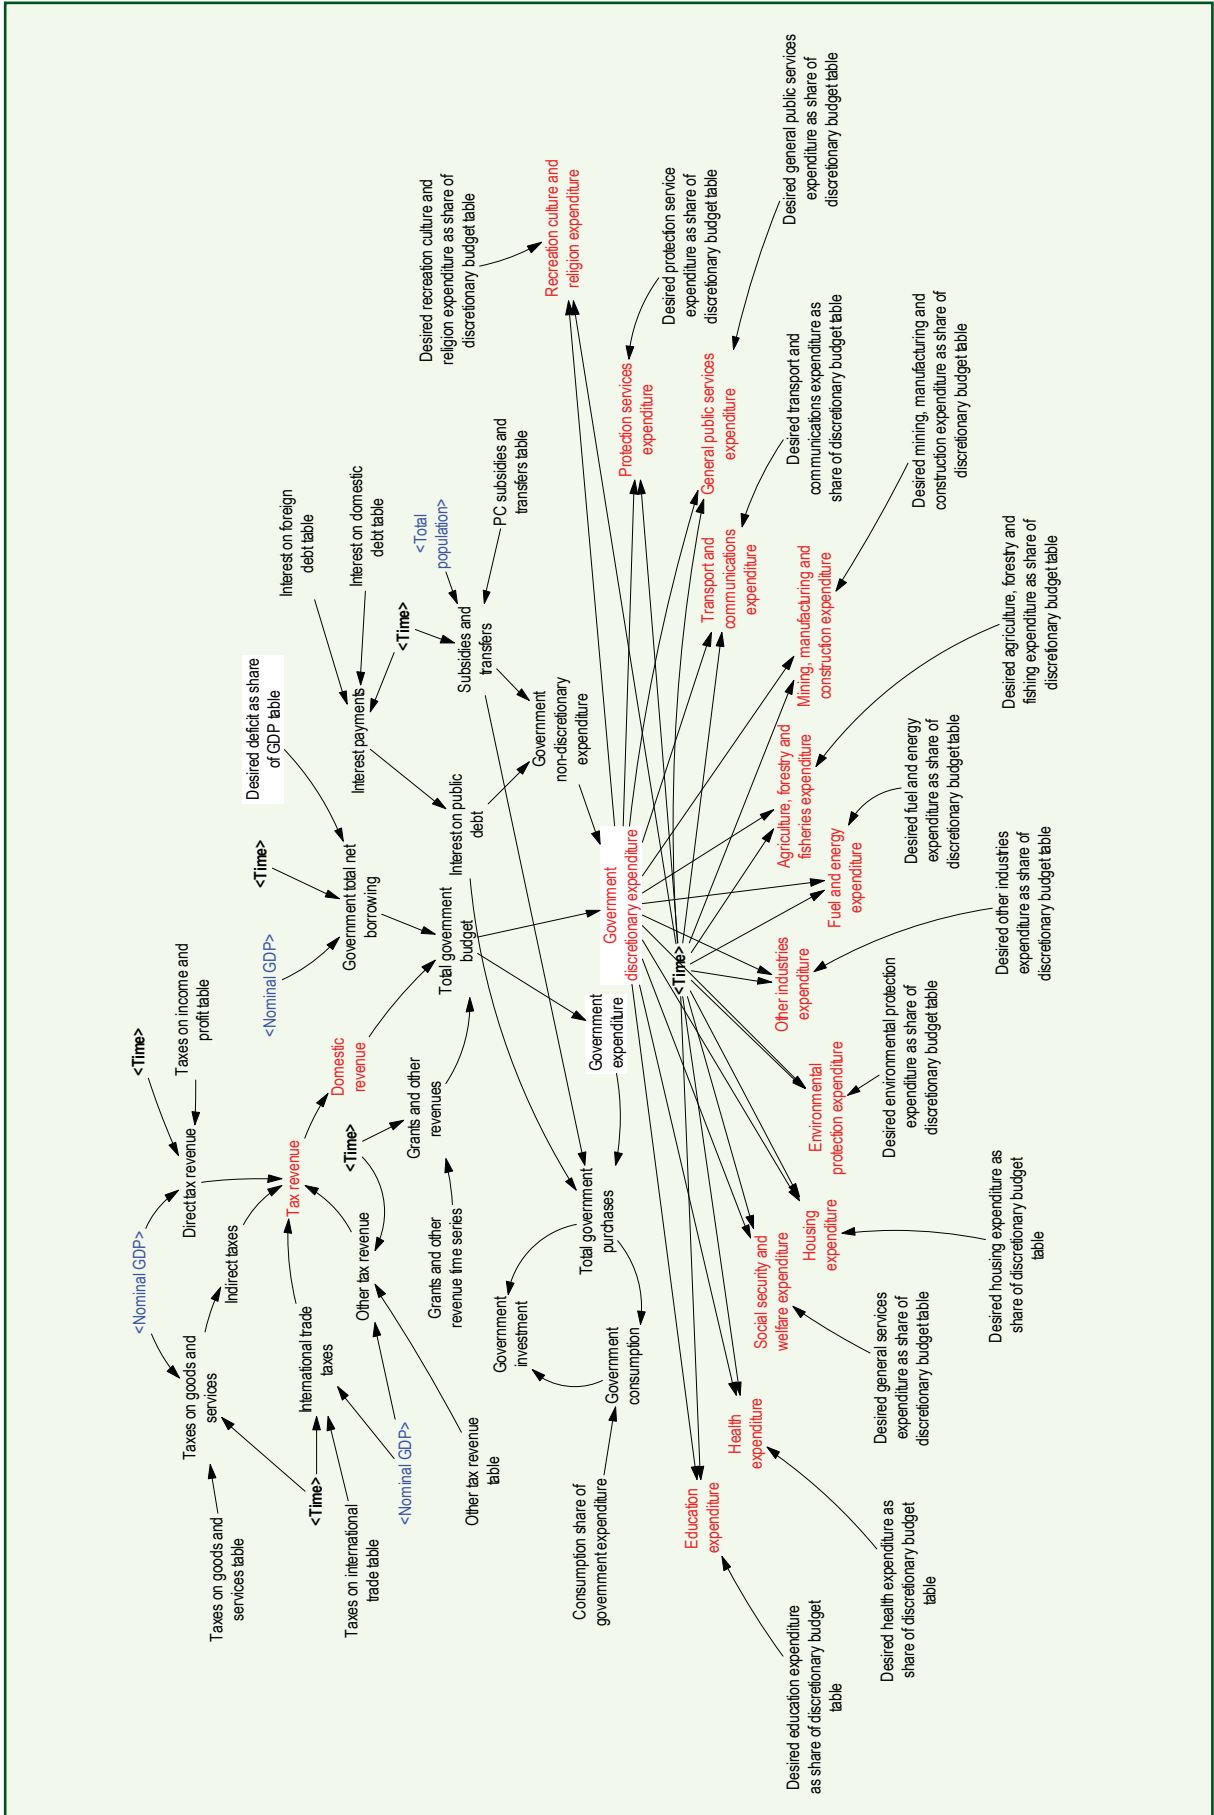 <Time>
Taxes on income and
profit table
<Nominal GDP>
Direct tax revenue
Taxes on goods and
services
Indirect taxes
Taxes on goods and
services table
<Time>
International trade
taxes
Tax revenue
Taxes on international
trade table
<Nominal GDP>
Other tax revenue
Other tax revenue
table
Domestic
revenue
<Time>
Grants and other
revenues
Grants and other
revenue time series
<Nominal GDP>
<Time>
Desired deficit as share
of GDP table
Government total net
borrowing
Total government
budget
Interest on foreign
debt table
Interest on domestic
debt table
Interest payments
<Time>
<Total
population>
PC subsidies and
transfers table
Subsidies and
transfers
Interest on public
debt
Government
non-discretionary
expenditure
Government
investment
Government
consumption
Total government
purchases
Government
expenditure
Consumption share of
government expenditure
Government
discretionary expenditure
<Time>
Desired recreation culture and
religion expenditure as share of
discretionary budget table
Recreation culture and
religion expenditure
Desired protection service
expenditure as share of
discretionary budget table
Protection services
expenditure
Desired general public services
expenditure as share of
discretionary budget table
General public services
expenditure
Transport and
communications
expenditure
Desired transport and
communications expenditure as
share of discretionary budget table
Mining, manufacturing and
construction expenditure
Desired mining, manufacturing and
construction expenditure as share of
discretionary budget table
Agriculture, forestry and
fisheries expenditure
Desired agriculture, foresty and
fishing expenditure as share of
discretionary budget table
Fuel and energy
expenditure
Desired fuel and energy
expenditure as share of
discretionary budget table
Other industries
expenditure
Desired other industries
expenditure as share of
discretionary budget table
Environmental
protection expenditure
Desired environmental protection
expenditure as share of
discretionary budget table
Housing
expenditure
Desired housing expenditure as
share of discretionary budget
table
Social security and
welfare expenditure
Desired general services
expenditure as share of
discretionary budget table
Health
expenditure
Desired health expenditure as
share of discretionary budget
table
Education
expenditure
Desired education expenditure
as share of discretionary budget
table